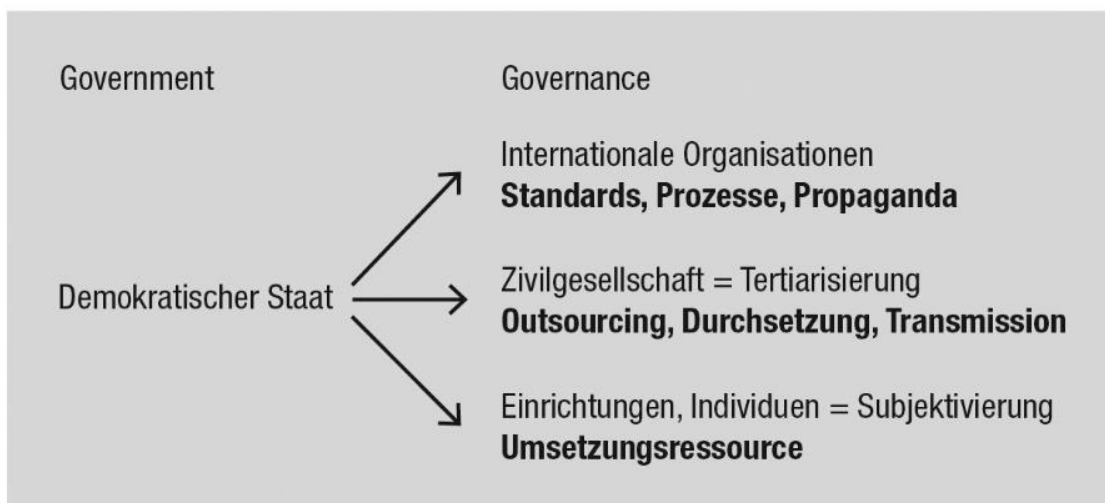 Government
Governance
Internationale Organisationen
Standards, Prozesse, Propaganda
Demokratischer Staat
Zivilgesellschaft = Tertiarisierung
Outsourcing, Durchsetzung, Transmission
Einrichtungen, Individuen = Subjektivierung
Umsetzungsressource